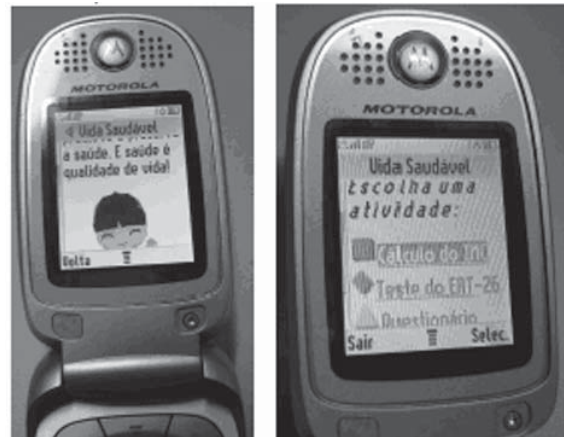 MOTOROLA
Vida Saudável
a saúde. E saúde é
qualidade de vida!
Volta
MOTOROLA
Vida Saudável
Escolha uma
atividade:
Cálculo do IMC
Teste do EAT-26
Questionário
Sair
Selec.